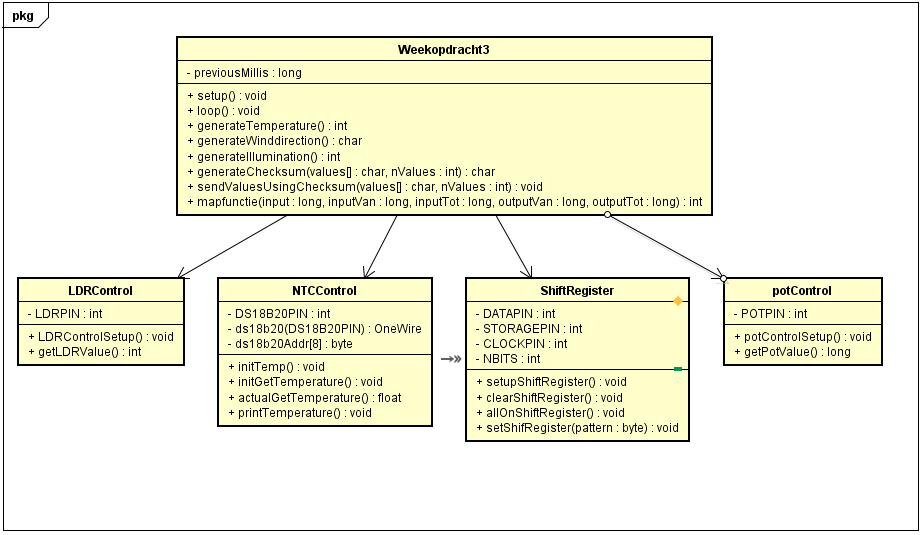 pkg
Weekopdracht3
- previousMillis : long
+ setup() : void
+ loop() : void
+ generateTemperature() : int
+ generateWinddirection() : char
+ generateIllumination() : int
+ generateChecksum(values[] : char, nValues : int) : char
+ sendValuesUsingChecksum(values[] : char, nValues : int) : void
+ mapfunctie(input : long, inputVan : long, inputTot : long, outputVan : long, outputTot : long) : int
LDRControl
- LDRPIN : int
+ LDRControlSetup() : void
+ getLDRValue() : int
NTCControl
- DS18B20PIN : int
- ds18b20(DS18B20PIN) : OneWire
- ds18b20Addr[8] : byte
+ initTemp() : void
+ initGetTemperature() : void
+ actualGetTemperature() : float
+ printTemperature() : void
ShiftRegister
- DATAPIN : int
- STORAGEPIN : int
- CLOCKPIN : int
- NBITS : int
+ setupShiftRegister() : void
+ clearShiftRegister() : void
+ allOnShiftRegister() : void
+ setShifRegister(pattern : byte) : void
potControl
- POTPIN : int
+ potControlSetup() : void
+ getPotValue() : long